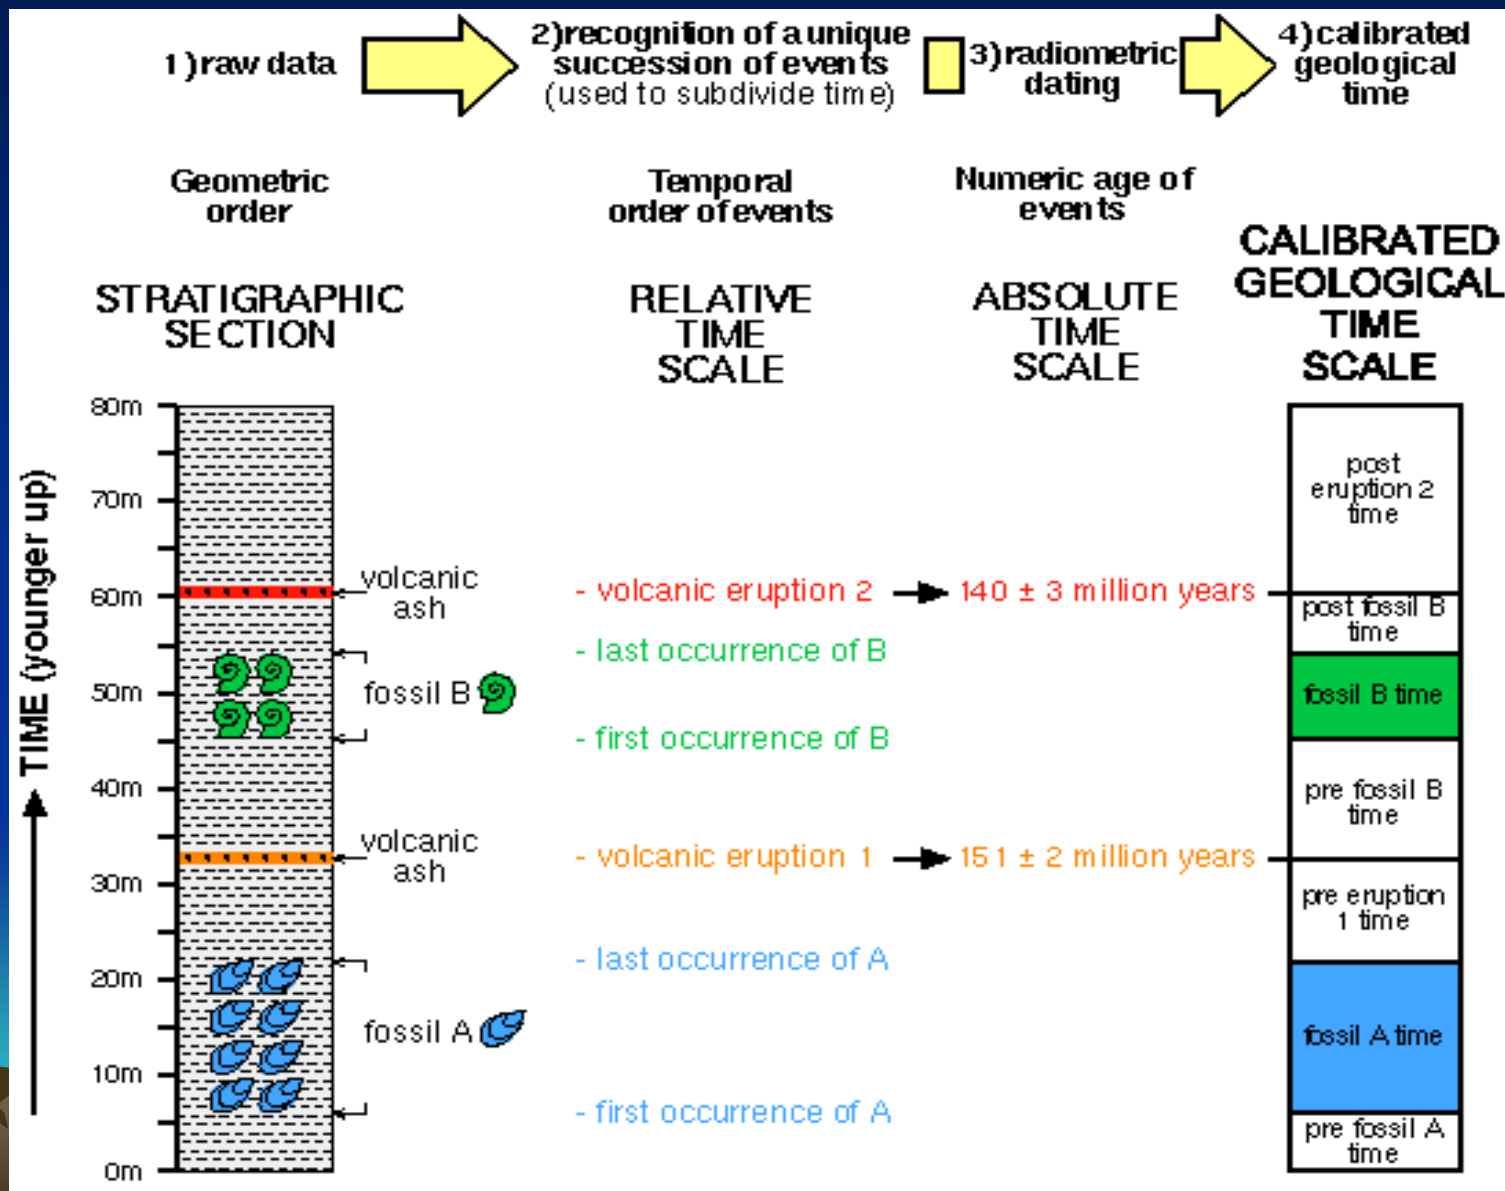 1) raw data
2)recognition of a unique
succession of events
(used to subdivide time)
3)radiometric
dating
4)calibrated
geological
time
Geometric
order
Temporal
order of events
Numeric age of
events
STRATIGRAPHIC
SECTION
RELATIVE
TIME
SCALE
ABSOLUTE
TIME
SCALE
CALIBRATED
GEOLOGICAL
TIME
SCALE
TIME (younger up)
80m
70m
60m
50m
40m
30m
20m
10m
0m
volcanic
ash
fossil B
volcanic
ash
fossil A
- volcanic eruption 2
- last occurrence of B
- first occurrence of B
- volcanic eruption 1
- last occurrence of A
- first occurrence of A
140 ± 3 million years
151 ± 2 million years
post
eruption 2
time
post fossil B
time
fossil B time
pre fossil B
time
pre eruption
1 time
fossil A time
pre fossil A
time